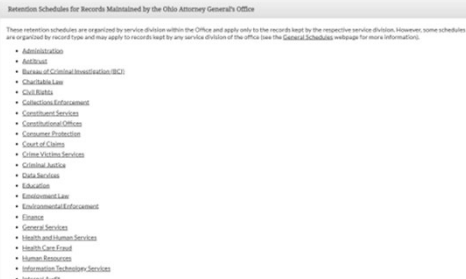 Retention Schedules for Records Maintained by the Ohio Attorney General's Office
These retention schedules are organized by service division within the Office and apply only to the records kept by the respective service division. However, some schedules
are organized by record type and may apply to records kept by any service division of the office (see the General Schedules webpage for more information).
Administration
Antitrust
Bureau of Criminal Investigation (BCI)
Charitable Law
Civil Rights
Collections Enforcement
Constituent Services
Constitutional Offices
Consumer Protection
Court of Claims
Crime Victims Services
Criminal Justice
Data Services
Education
Employment Law
Environmental Enforcement
Finance
General Services
Health and Human Services
Health Care Fraud
Human Resources
Information Technology Services